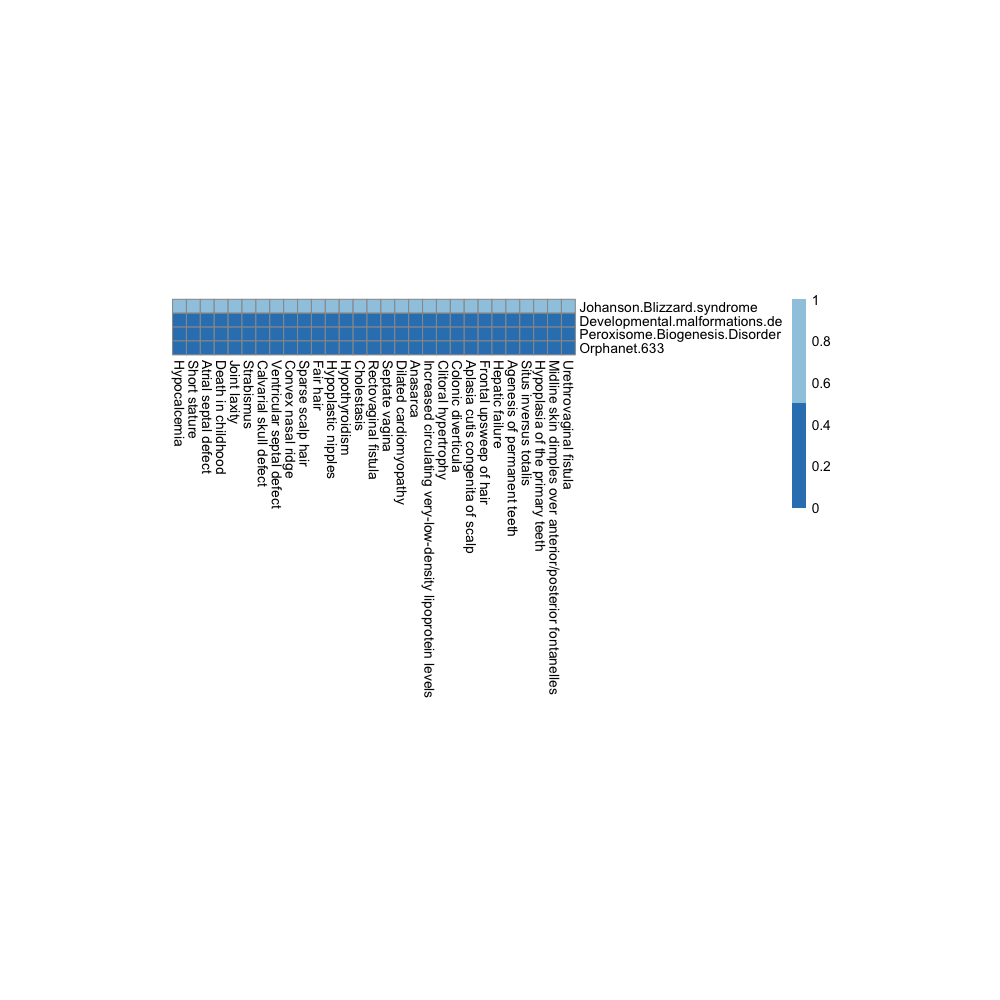 Johanson.Blizzard.syndrome
Developmental.malformations.de
Peroxisome.Biogenesis.Disorder
Orphanet.633
1
0.8
0.6
0.4
0.2
0
Hypocalcemia
Short stature
Atrial septal defect
Death in childhood
Joint laxity
Strabismus
Calvarial skull defect
Ventricular septal defect
Convex nasal ridge
Sparse scalp hair
Fair hair
Hypoplastic nipples
Hypothyroidism
Cholestasis
Rectovaginal fistula
Septate vagina
Dilated cardiomyopathy
Anasarca
Increased circulating very-low-density lipoprotein levels
Clitoral hypertrophy
Colonic diverticula
Aplasia cutis congenita of scalp
Frontal upsweep of hair
Hepatic failure
Agenesis of permanent teeth
Situs inversus totalis
Hypoplasia of the primary teeth
Midline skin dimples over anterior/posterior fontanelles
Urethrovaginal fistula